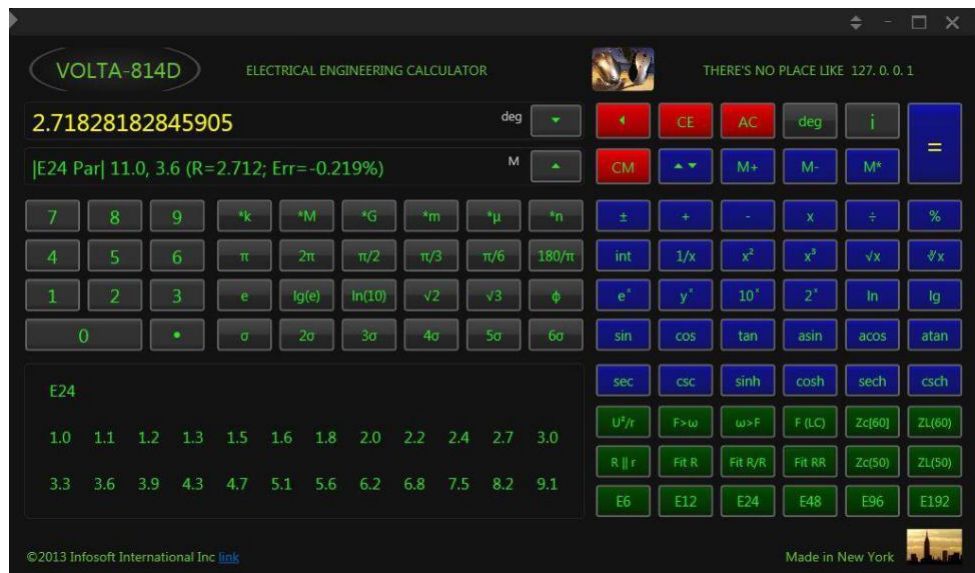 VOLTA-814D ELECTRICAL ENGINEERING CALCULATOR THERE'S NO PLACE LIKE 127. 0. 0. 1
2.71828182845905 deg
|E24 Par| 11.0, 3.6 (R=2.712; Err=-0.219%) M
CE AC deg i =
CM M+ M- M*
7 8 9 *k *M *G *m *μ *n ± + - x ÷ %
4 5 6 π 2π π/2 π/3 π/6 180/π int 1/x x² x³ √x ∛x
1 2 3 e lg(e) ln(10) √2 √3 ϕ eˣ yˣ 10ˣ 2ˣ ln lg
0 • σ 2σ 3σ 4σ 5σ 6σ sin cos tan asin acos atan
sec csc sinh cosh sech csch
E24
U²/r F>ω ω>F F (LC) Zc[60] ZL(60)
1.0 1.1 1.2 1.3 1.5 1.6 1.8 2.0 2.2 2.4 2.7 3.0
R || r Fit R Fit R/R Fit RR Zc(50) ZL(50)
3.3 3.6 3.9 4.3 4.7 5.1 5.6 6.2 6.8 7.5 8.2 9.1
E6 E12 E24 E48 E96 E192
©2013 Infosoft International Inc link Made in New York